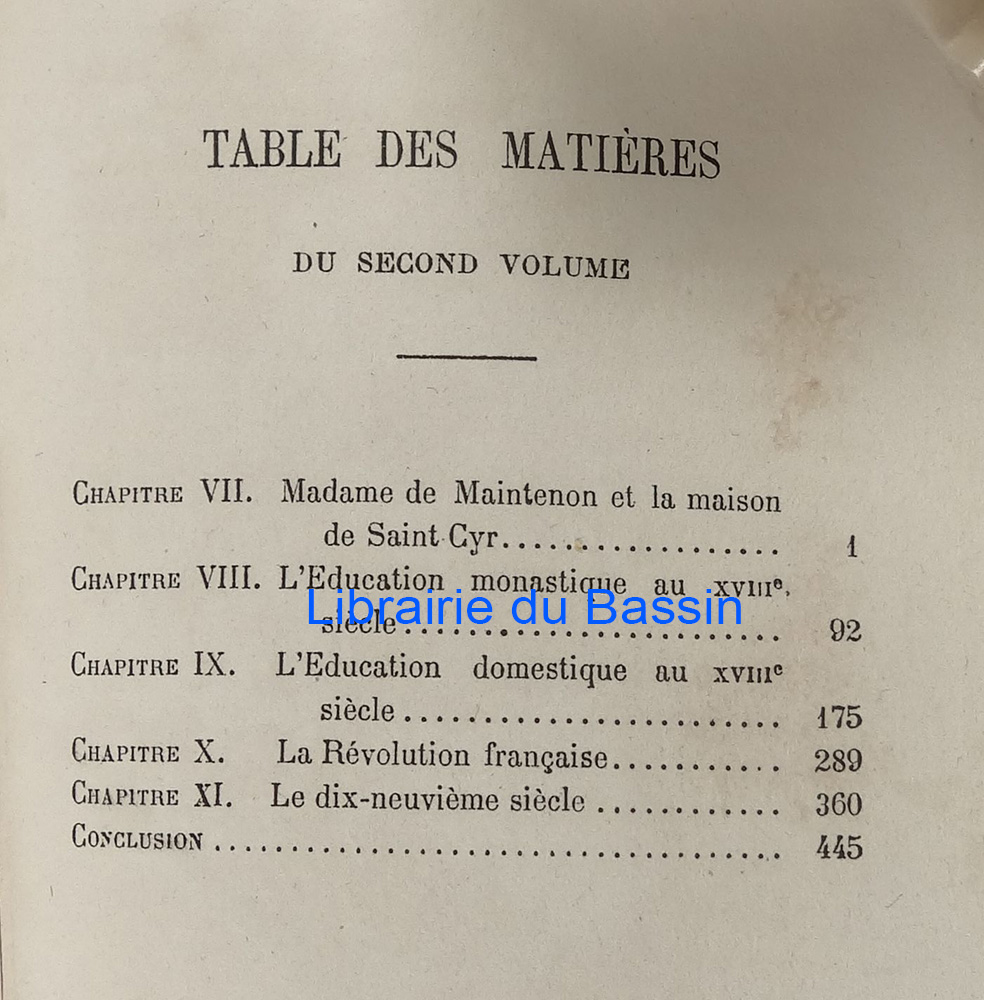 TABLE DES MATIÈRES
DU SECOND VOLUME
CHAPITRE VII. Madame de Maintenon et la maison
de Saint-Cyr.................. 1
CHAPITRE VIII. L'Education monastique au XVIIIe
siècle................... 92
Librairie du Bassin
CHAPITRE IX. L'Education domestique au XVIIIe
siècle................... 175
CHAPITRE X. La Révolution française........... 289
CHAPITRE XI. Le dix-neuvième siècle............ 360
CONCLUSION.............................. 445